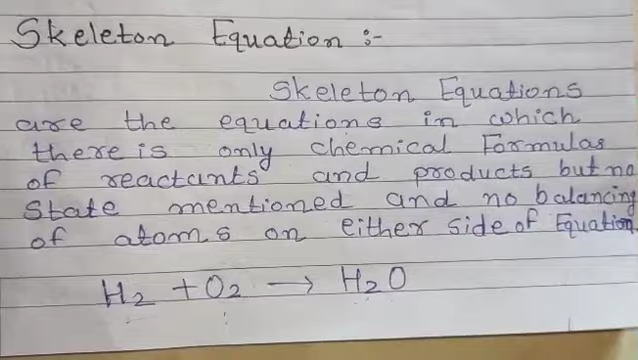 Skeleton Equation :-
Skeleton Equations
are the equations in which
there is only chemical Formulas
of reactants and products but no
State mentioned and no balancing
of atoms on either side of Equation.
H₂ + O₂ → H₂O